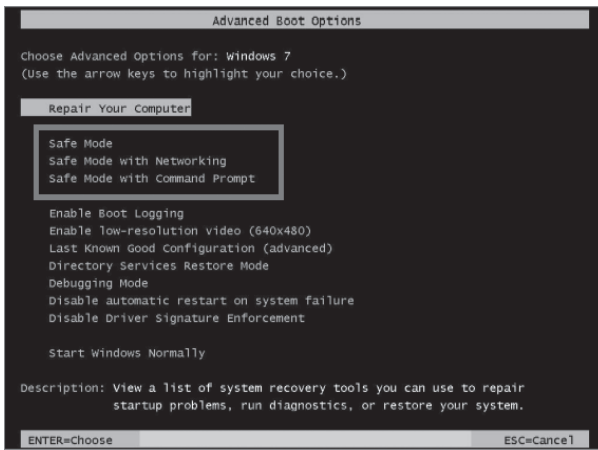 Advanced Boot Options
Choose Advanced Options for: Windows 7
(Use the arrow keys to highlight your choice.)
Repair Your Computer
Safe Mode
Safe Mode with Networking
Safe Mode with Command Prompt
Enable Boot Logging
Enable low-resolution video (640x480)
Last Known Good Configuration (advanced)
Directory Services Restore Mode
Debugging Mode
Disable automatic restart on system failure
Disable Driver Signature Enforcement
Start Windows Normally
Description: View a list of system recovery tools you can use to repair
startup problems, run diagnostics, or restore your system.
ENTER=Choose ESC=Cancel